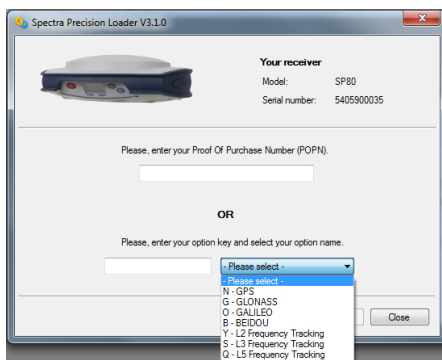 Spectra Precision Loader V3.1.0
Your receiver
Model: SP80
Serial number: 5405900035
Please, enter your Proof Of Purchase Number (POPN).
OR
Please, enter your option key and select your option name.
- Please select -
- Please select -
N - GPS
G - GLONASS
O - GALILEO
B - BEIDOU
Y - L2 Frequency Tracking
S - L3 Frequency Tracking
Q - L5 Frequency Tracking
Close